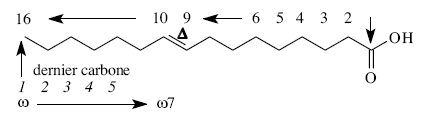 16 10 9 6 5 4 3 2
Δ
OH
O
dernier carbone
1 2 3 4 5
ω ω7